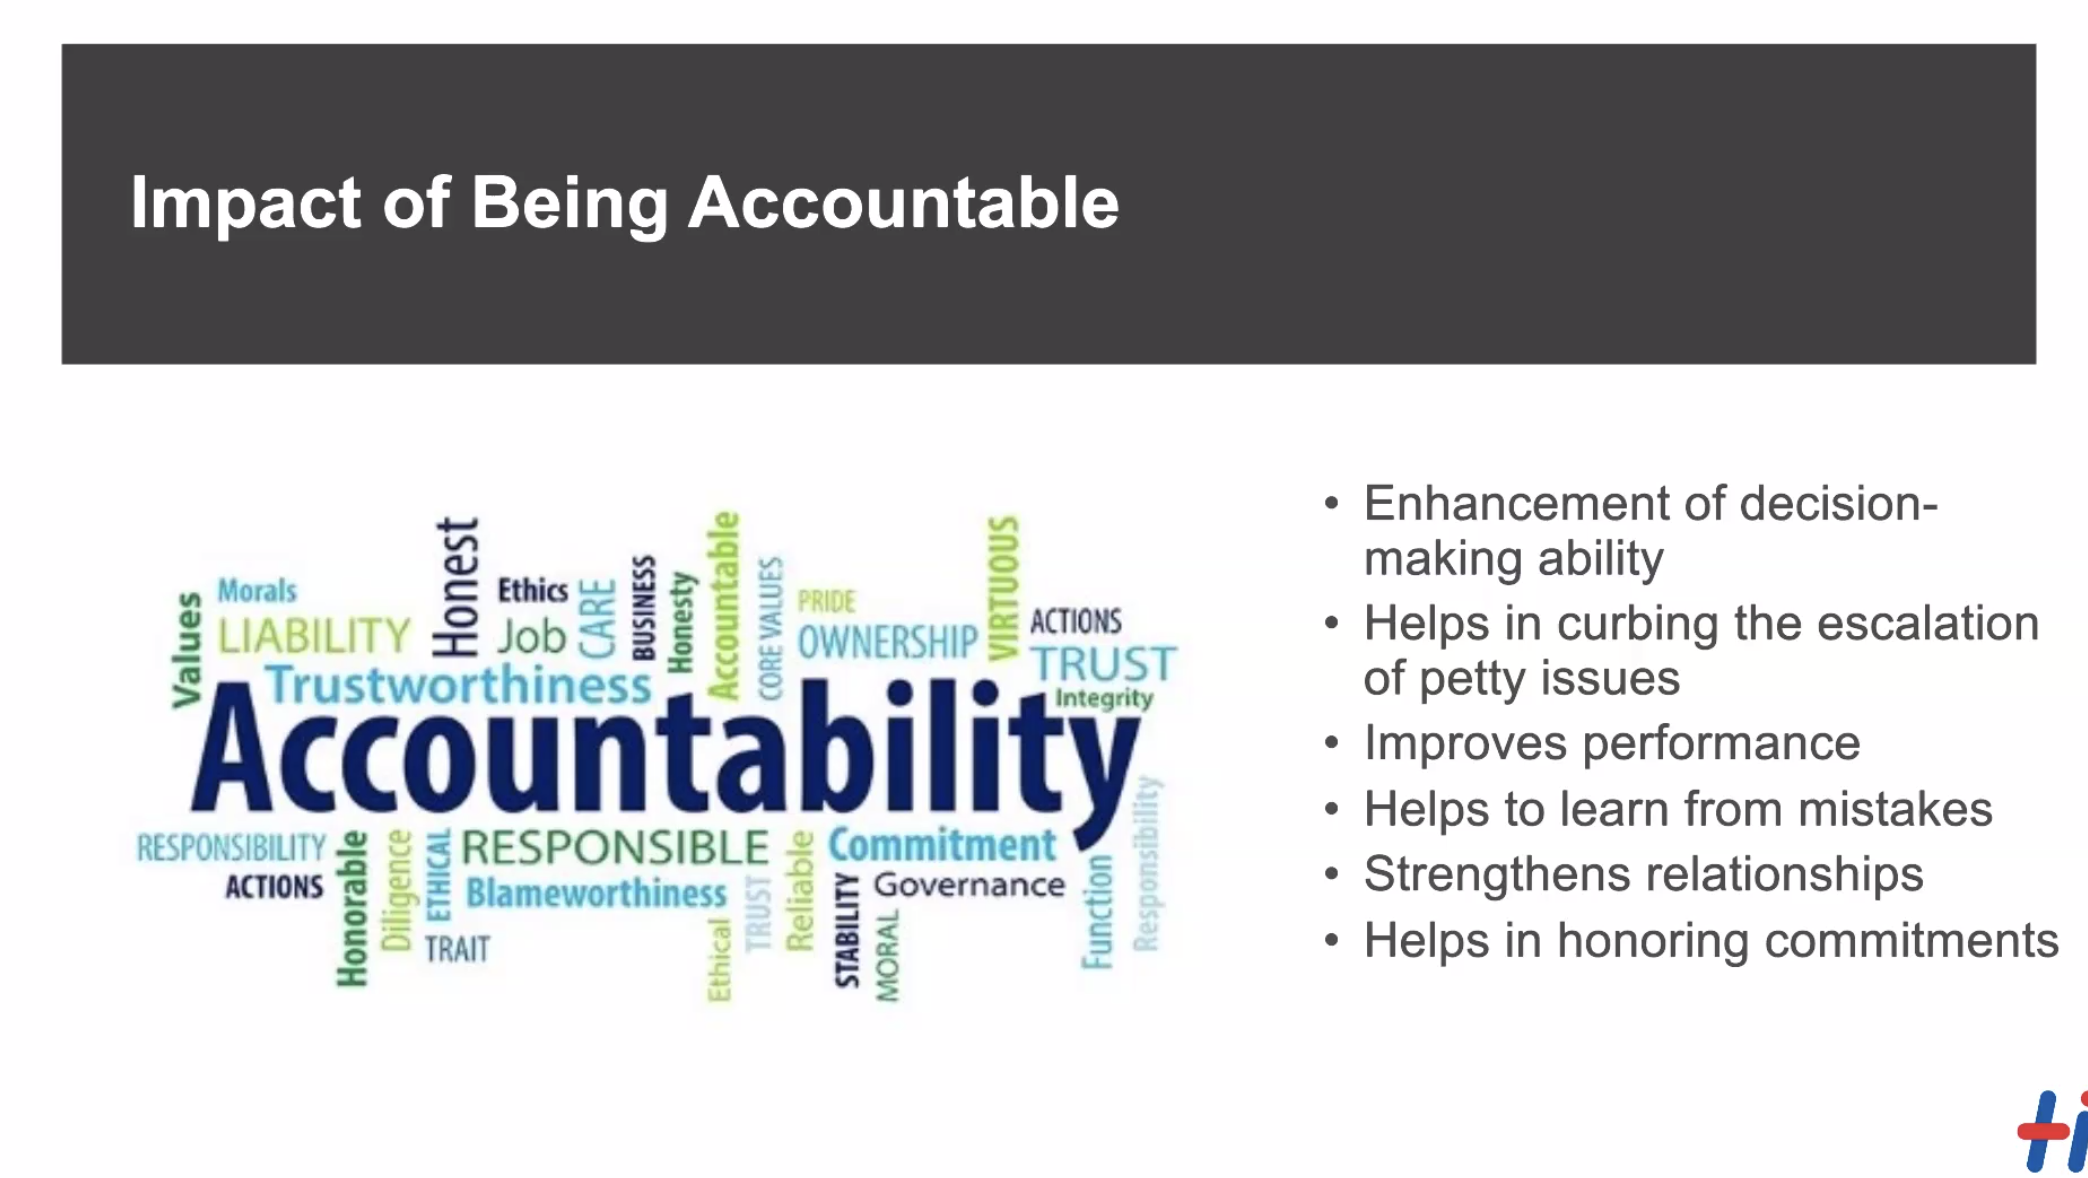 Impact of Being Accountable
Values
Morals
LIABILITY
Honest
Ethics
Job
CARE
BUSINESS
Honesty
Accountable
CORE VALUES
PRIDE
OWNERSHIP
VIRTUOUS
ACTIONS
TRUST
Integrity
Trustworthiness
Accountability
RESPONSIBILITY
ACTIONS
Honorable
Diligence
ETHICAL
TRAIT
RESPONSIBLE
Blameworthiness
Ethical
TRUST
Reliable
Commitment
STABILITY
Governance
MORAL
Function
Responsibility
• Enhancement of decision-
making ability
• Helps in curbing the escalation
of petty issues
• Improves performance
• Helps to learn from mistakes
• Strengthens relationships
• Helps in honoring commitments